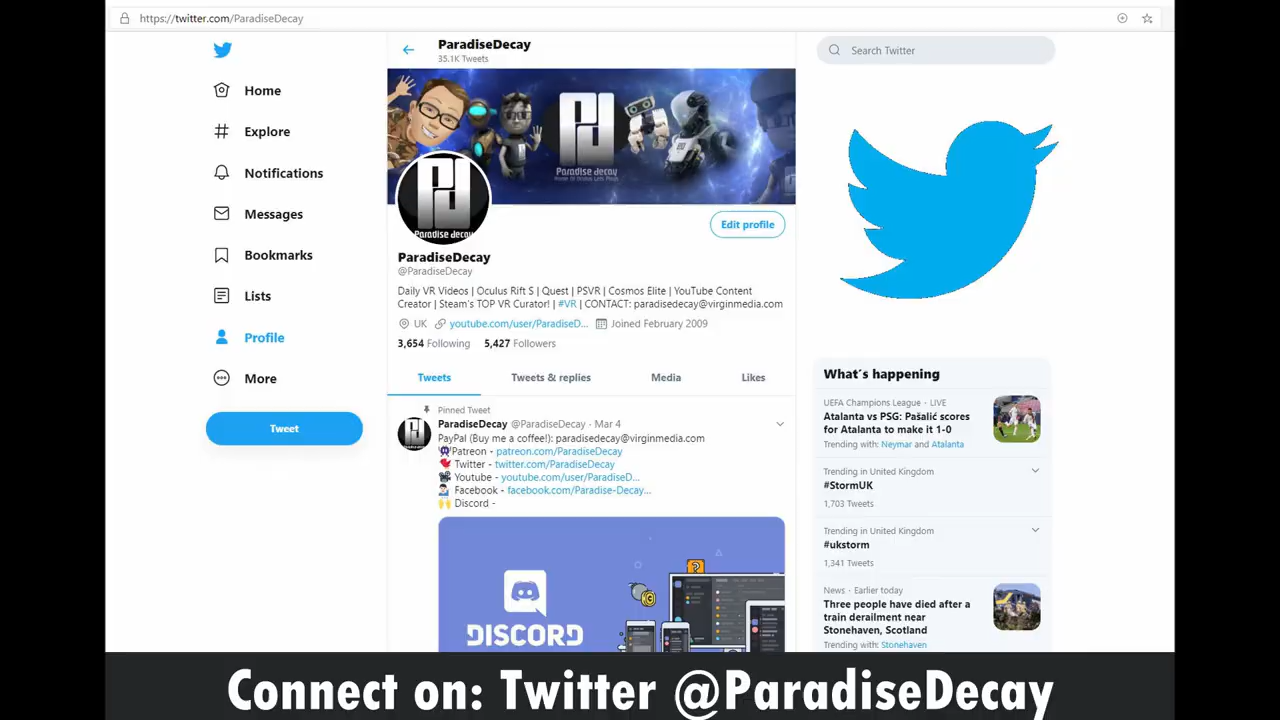 https://twitter.com/ParadiseDecay
Home
Explore
Notifications
Messages
Bookmarks
Lists
Profile
More
Tweet
ParadiseDecay
35.1K Tweets
PJ
Paradise decay
PJ
Paradise decay
Edit profile
ParadiseDecay
@ParadiseDecay
Daily VR Videos | Oculus Rift S | Quest | PSVR | Cosmos Elite | YouTube Content
Creator | Steam's TOP VR Curator! | #VR | CONTACT: paradisedecay@virginmedia.com
UK youtube.com/user/ParadiseD... Joined February 2009
3,654 Following 5,427 Followers
Tweets Tweets & replies Media Likes
Pinned Tweet
ParadiseDecay @ParadiseDecay · Mar 4
PayPal (Buy me a coffee!): paradisedecay@virginmedia.com
Patreon - patreon.com/ParadiseDecay
Twitter - twitter.com/ParadiseDecay
Youtube - youtube.com/user/ParadiseD...
Facebook - facebook.com/Paradise-Decay...
Discord -
DISCORD
Search Twitter
What's happening
UEFA Champions League · LIVE
Atalanta vs PSG: Pašalić scores
for Atalanta to make it 1-0
Trending with: Neymar and Atalanta
Trending in United Kingdom
#StormUK
1,703 Tweets
Trending in United Kingdom
#ukstorm
1,341 Tweets
News · Earlier today
Three people have died after a
train derailment near
Stonehaven, Scotland
Trending with: Stonehaven
Connect on: Twitter @ParadiseDecay